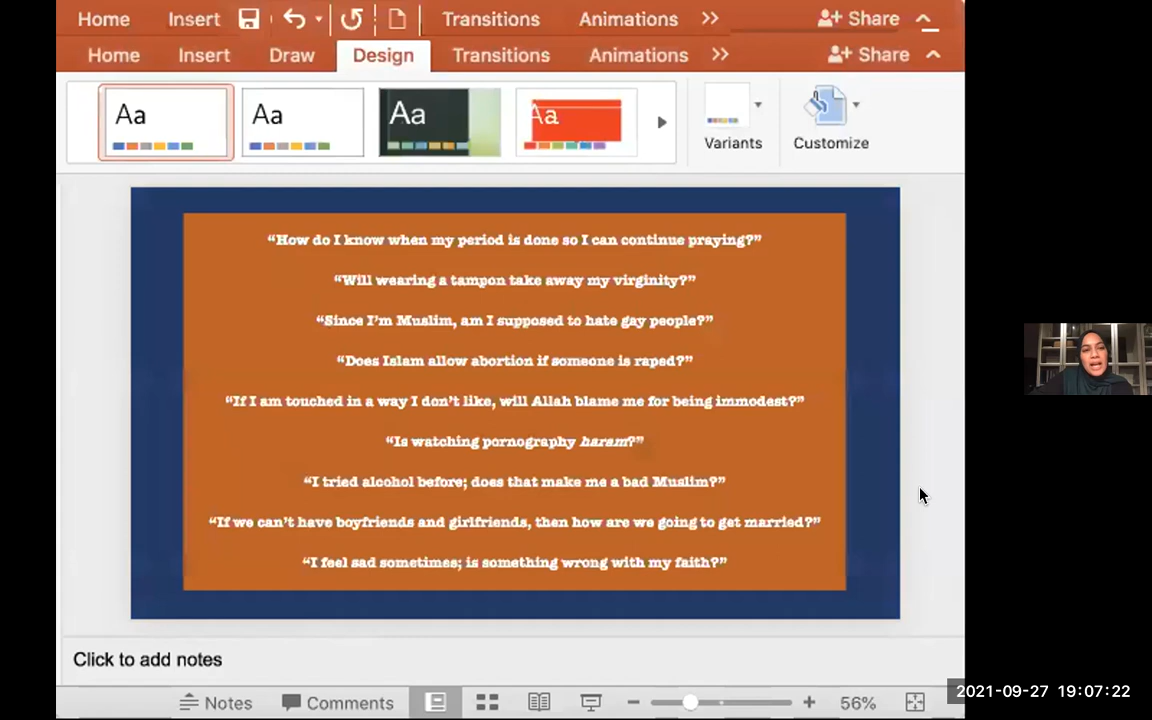 Home Insert Transitions Animations >> Share
Home Insert Draw Design Transitions Animations >> Share
Aa Aa Aa Aa
Variants Customize
“How do I know when my period is done so I can continue praying?”
“Will wearing a tampon take away my virginity?”
“Since I’m Muslim, am I supposed to hate gay people?”
“Does Islam allow abortion if someone is raped?”
“If I am touched in a way I don’t like, will Allah blame me for being immodest?”
“Is watching pornography haram?”
“I tried alcohol before; does that make me a bad Muslim?”
“If we can’t have boyfriends and girlfriends, then how are we going to get married?”
“I feel sad sometimes; is something wrong with my faith?”
Click to add notes
Notes Comments 56%
2021-09-27 19:07:22